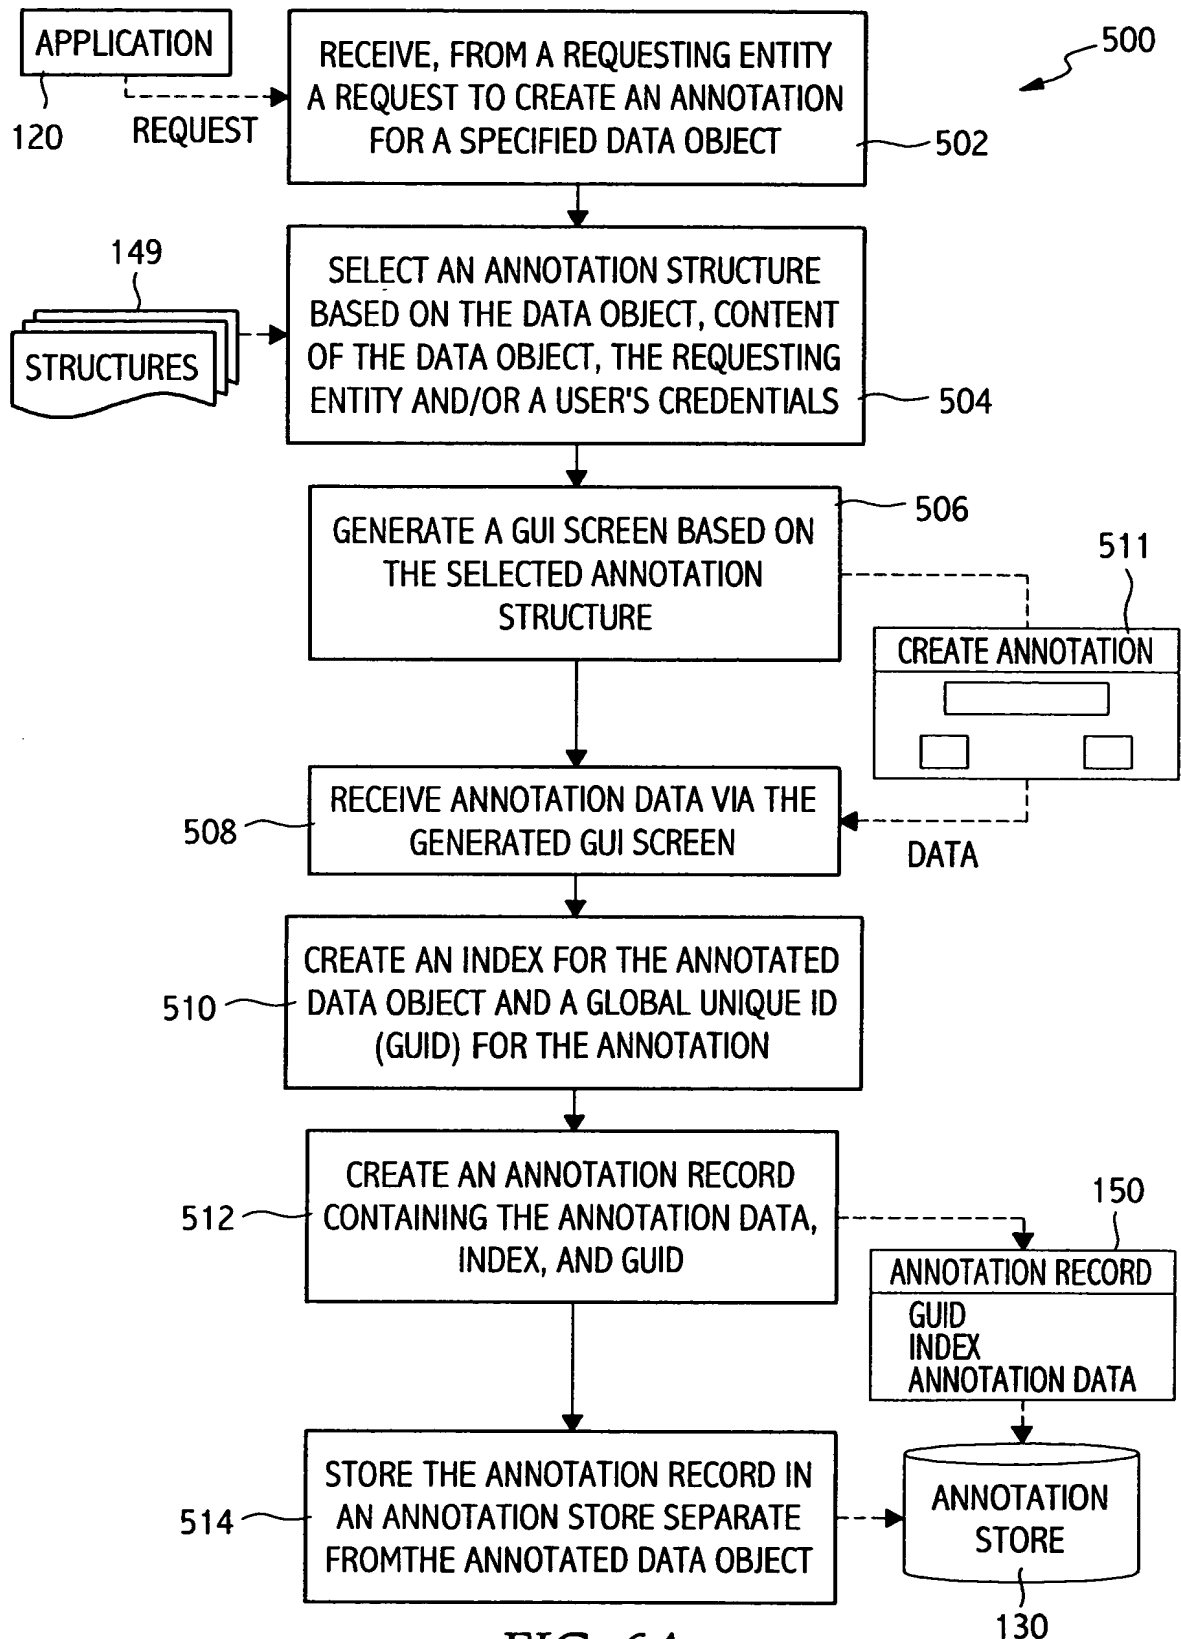 APPLICATION
120
REQUEST
RECEIVE, FROM A REQUESTING ENTITY
A REQUEST TO CREATE AN ANNOTATION
FOR A SPECIFIED DATA OBJECT
502
500
149
STRUCTURES
SELECT AN ANNOTATION STRUCTURE
BASED ON THE DATA OBJECT, CONTENT
OF THE DATA OBJECT, THE REQUESTING
ENTITY AND/OR A USER'S CREDENTIALS
504
GENERATE A GUI SCREEN BASED ON
THE SELECTED ANNOTATION
STRUCTURE
506
511
CREATE ANNOTATION
RECEIVE ANNOTATION DATA VIA THE
GENERATED GUI SCREEN
508
DATA
CREATE AN INDEX FOR THE ANNOTATED
DATA OBJECT AND A GLOBAL UNIQUE ID
(GUID) FOR THE ANNOTATION
510
CREATE AN ANNOTATION RECORD
CONTAINING THE ANNOTATION DATA,
INDEX, AND GUID
512
150
ANNOTATION RECORD
GUID
INDEX
ANNOTATION DATA
STORE THE ANNOTATION RECORD IN
AN ANNOTATION STORE SEPARATE
FROMTHE ANNOTATED DATA OBJECT
514
ANNOTATION
STORE
130
FIG. 6A